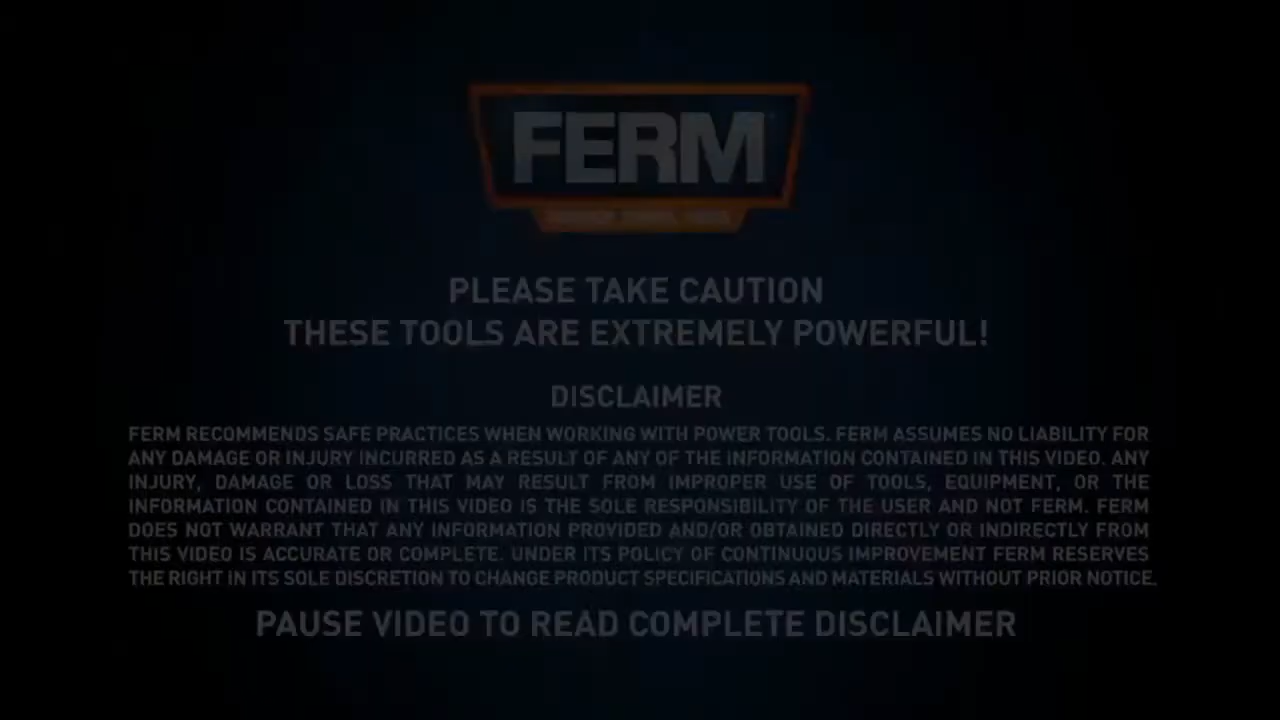 FERM
PLEASE TAKE CAUTION
THESE TOOLS ARE EXTREMELY POWERFUL!
DISCLAIMER
FERM RECOMMENDS SAFE PRACTICES WHEN WORKING WITH POWER TOOLS. FERM ASSUMES NO LIABILITY FOR
ANY DAMAGE OR INJURY INCURRED AS A RESULT OF ANY OF THE INFORMATION CONTAINED IN THIS VIDEO. ANY
INJURY, DAMAGE OR LOSS THAT MAY RESULT FROM IMPROPER USE OF TOOLS, EQUIPMENT, OR THE
INFORMATION CONTAINED IN THIS VIDEO IS THE SOLE RESPONSIBILITY OF THE USER AND NOT FERM. FERM
DOES NOT WARRANT THAT ANY INFORMATION PROVIDED AND/OR OBTAINED DIRECTLY OR INDIRECTLY FROM
THIS VIDEO IS ACCURATE OR COMPLETE. UNDER ITS POLICY OF CONTINUOUS IMPROVEMENT FERM RESERVES
THE RIGHT IN ITS SOLE DISCRETION TO CHANGE PRODUCT SPECIFICATIONS AND MATERIALS WITHOUT PRIOR NOTICE.
PAUSE VIDEO TO READ COMPLETE DISCLAIMER